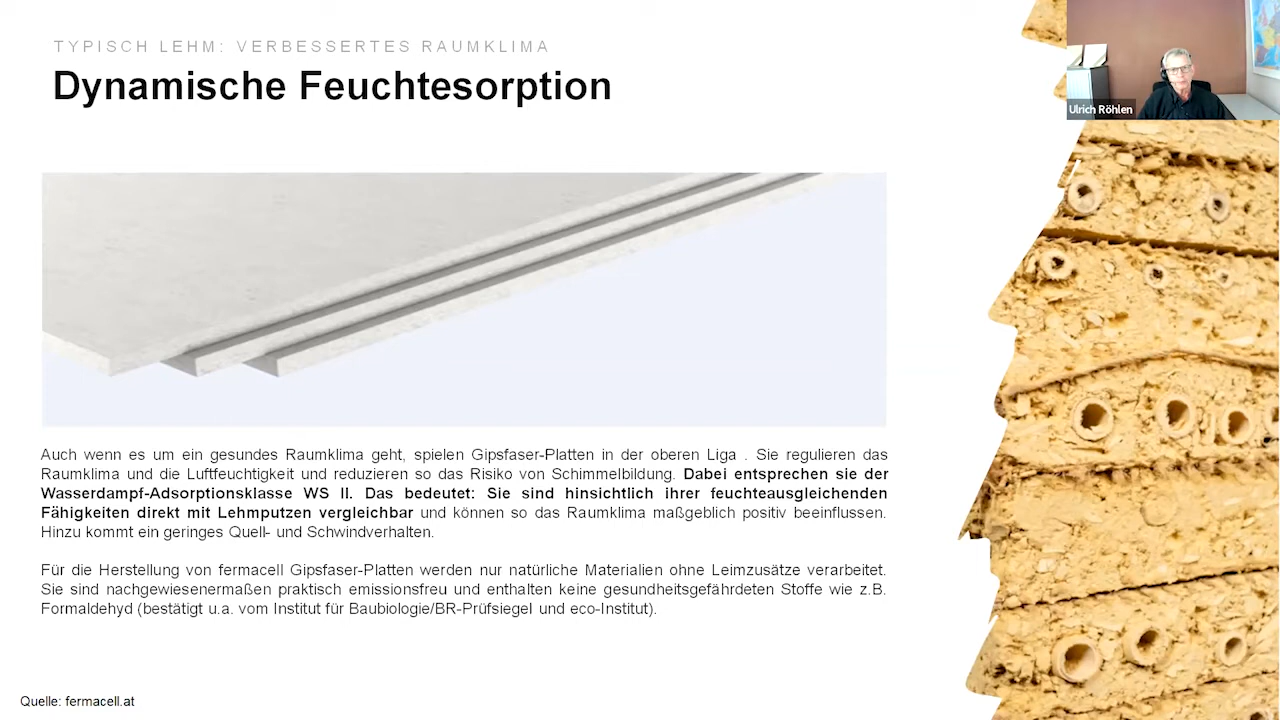 TYPISCH LEHM: VERBESSERTES RAUMKLIMA
Dynamische Feuchtesorption
Ulrich Röhlen
Auch wenn es um ein gesundes Raumklima geht, spielen Gipsfaser-Platten in der oberen Liga . Sie regulieren das
Raumklima und die Luftfeuchtigkeit und reduzieren so das Risiko von Schimmelbildung. Dabei entsprechen sie der
Wasserdampf-Adsorptionsklasse WS II. Das bedeutet: Sie sind hinsichtlich ihrer feuchteausgleichenden
Fähigkeiten direkt mit Lehmputzen vergleichbar und können so das Raumklima maßgeblich positiv beeinflussen.
Hinzu kommt ein geringes Quell- und Schwindverhalten.
Für die Herstellung von fermacell Gipsfaser-Platten werden nur natürliche Materialien ohne Leimzusätze verarbeitet.
Sie sind nachgewiesenermaßen praktisch emissionsfreu und enthalten keine gesundheitsgefährdeten Stoffe wie z.B.
Formaldehyd (bestätigt u.a. vom Institut für Baubiologie/BR-Prüfsiegel und eco-Institut).
Quelle: fermacell.at